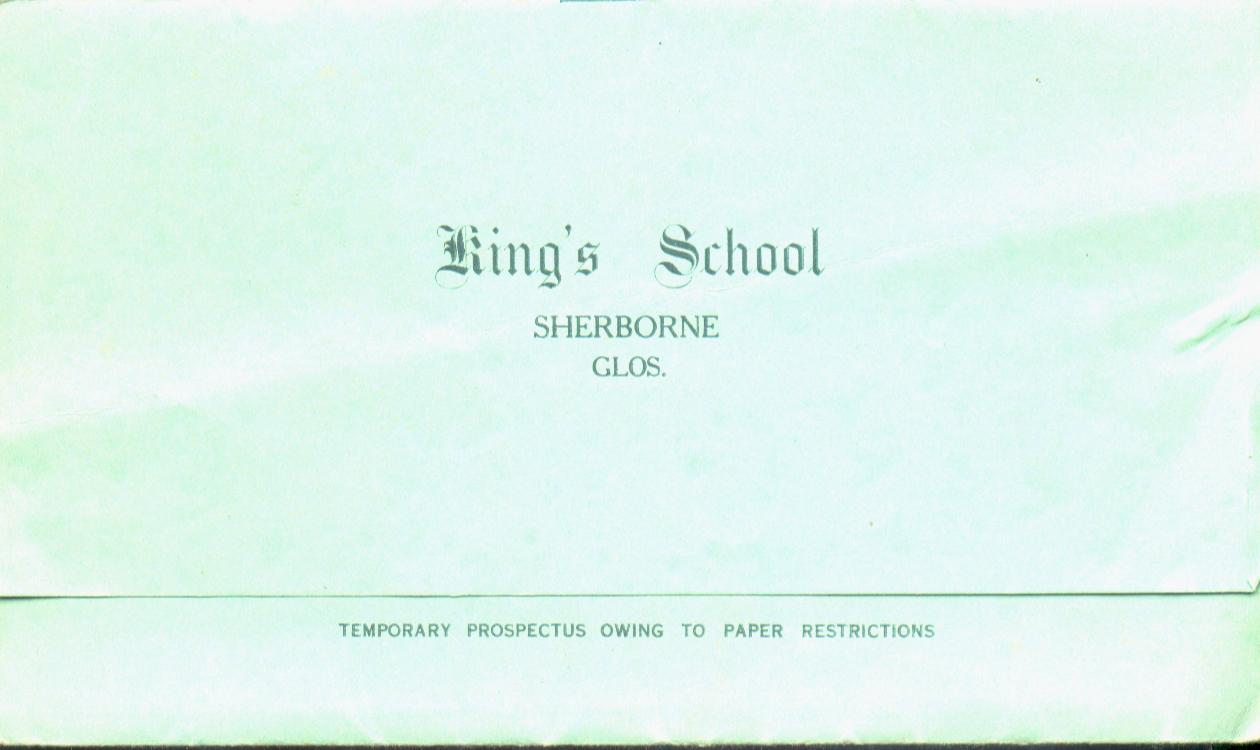 King's School
SHERBORNE
GLOS.
TEMPORARY PROSPECTUS OWING TO PAPER RESTRICTIONS